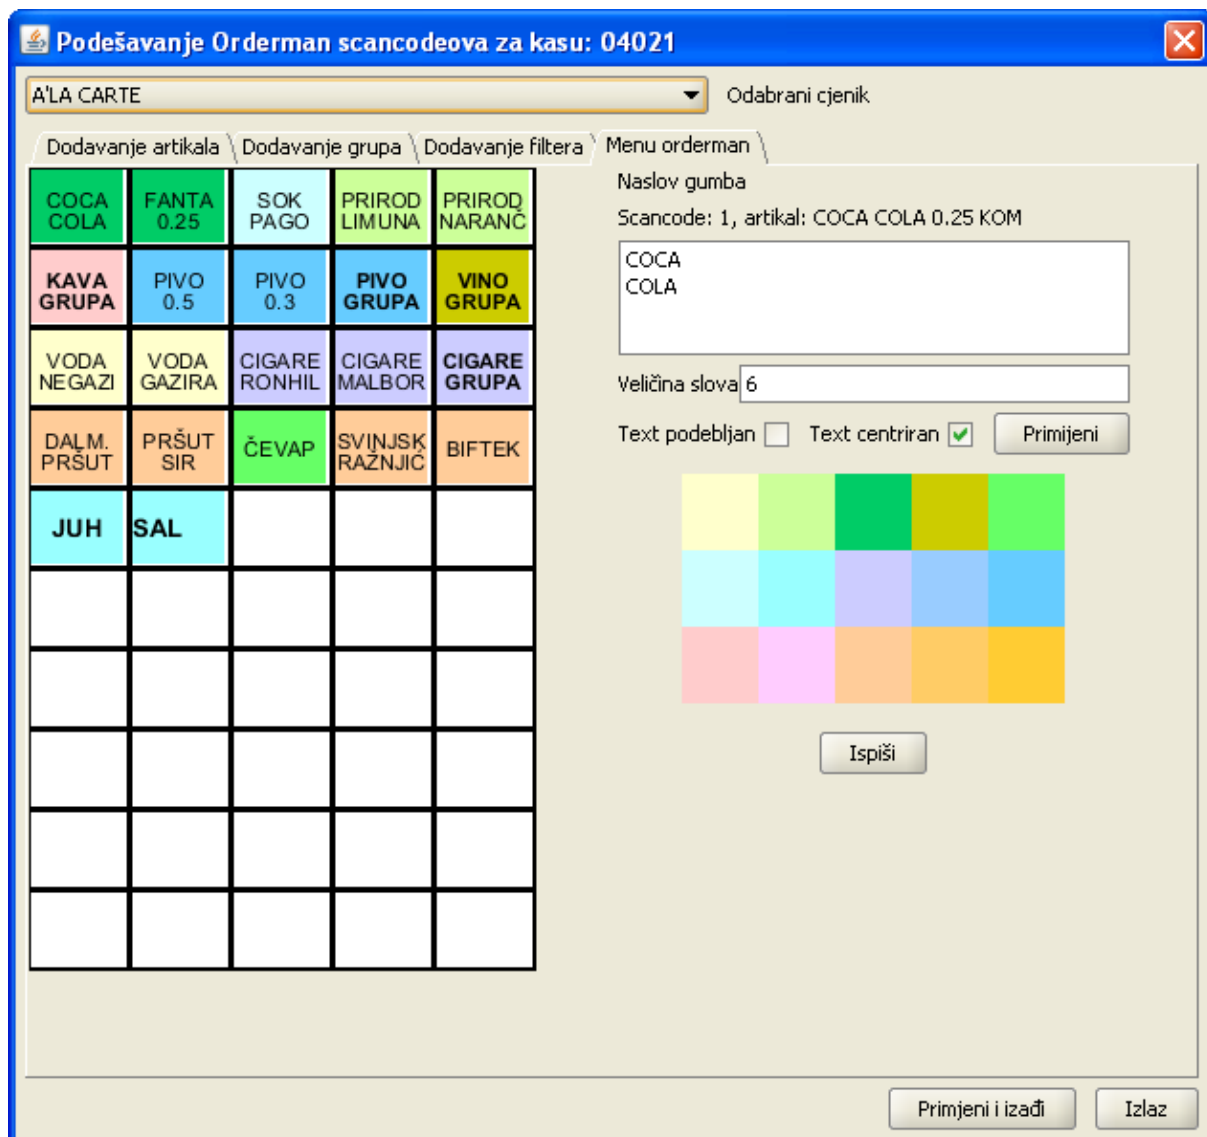 Podešavanje Orderman scancodeova za kasu: 04021
A'LA CARTE
Odabrani cjenik
Dodavanje artikala
Dodavanje grupa
Dodavanje filtera
Menu orderman
COCA
COLA
FANTA
0.25
SOK
PAGO
PRIROD
LIMUNA
PRIROD
NARANČ
KAVA
GRUPA
PIVO
0.5
PIVO
0.3
PIVO
GRUPA
VINO
GRUPA
VODA
NEGAZI
VODA
GAZIRA
CIGARE
RONHIL
CIGARE
MALBOR
CIGARE
GRUPA
DALM.
PRŠUT
PRŠUT
SIR
ČEVAP
SVINJSK
RAŽNJIĆ
BIFTEK
JUH
SAL
Naslov gumba
Scancode: 1, artikal: COCA COLA 0.25 KOM
COCA
COLA
Veličina slova 6
Text podebljan
Text centriran
Primijeni
Ispiši
Primjeni i izađi
Izlaz